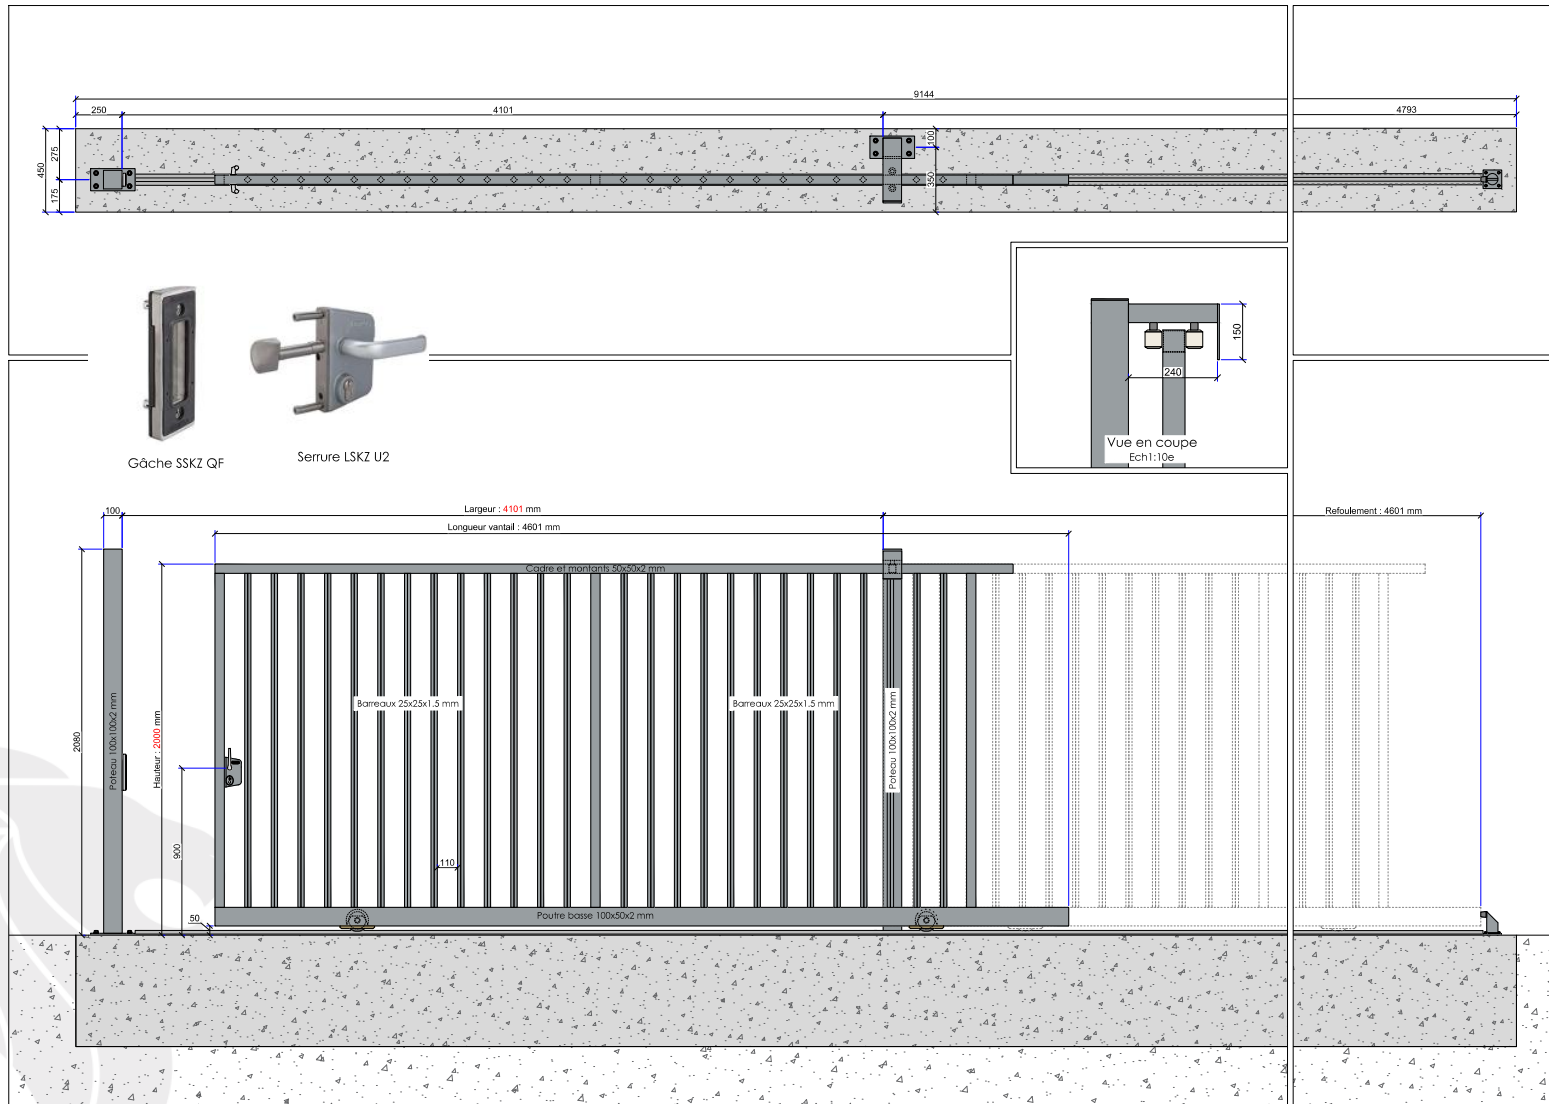 9144
250
4101
4793
450
275
175
100
350
150
240
Vue en coupe
Ech1:10e
Gâche SSKZ QF
Serrure LSKZ U2
100
Largeur : 4101 mm
Refoulement : 4601 mm
Longueur vantail : 4601 mm
Cadre et montants 50x50x2 mm
2080
Poteau 100x100x2 mm
Hauteur : 2000 mm
900
Barreaux 25x25x1.5 mm
Barreaux 25x25x1.5 mm
Poteau 100x100x2 mm
110
50
Poutre basse 100x50x2 mm